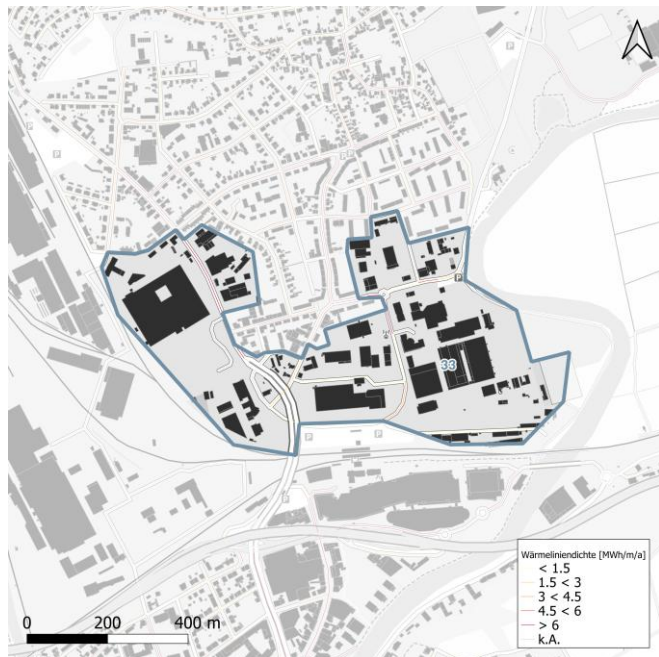 P
P
P
P
33
P
P
P
P
0 200 400 m
Wärmeliniendichte [MWh/m/a]
< 1.5
1.5 < 3
3 < 4.5
4.5 < 6
> 6
k.A.